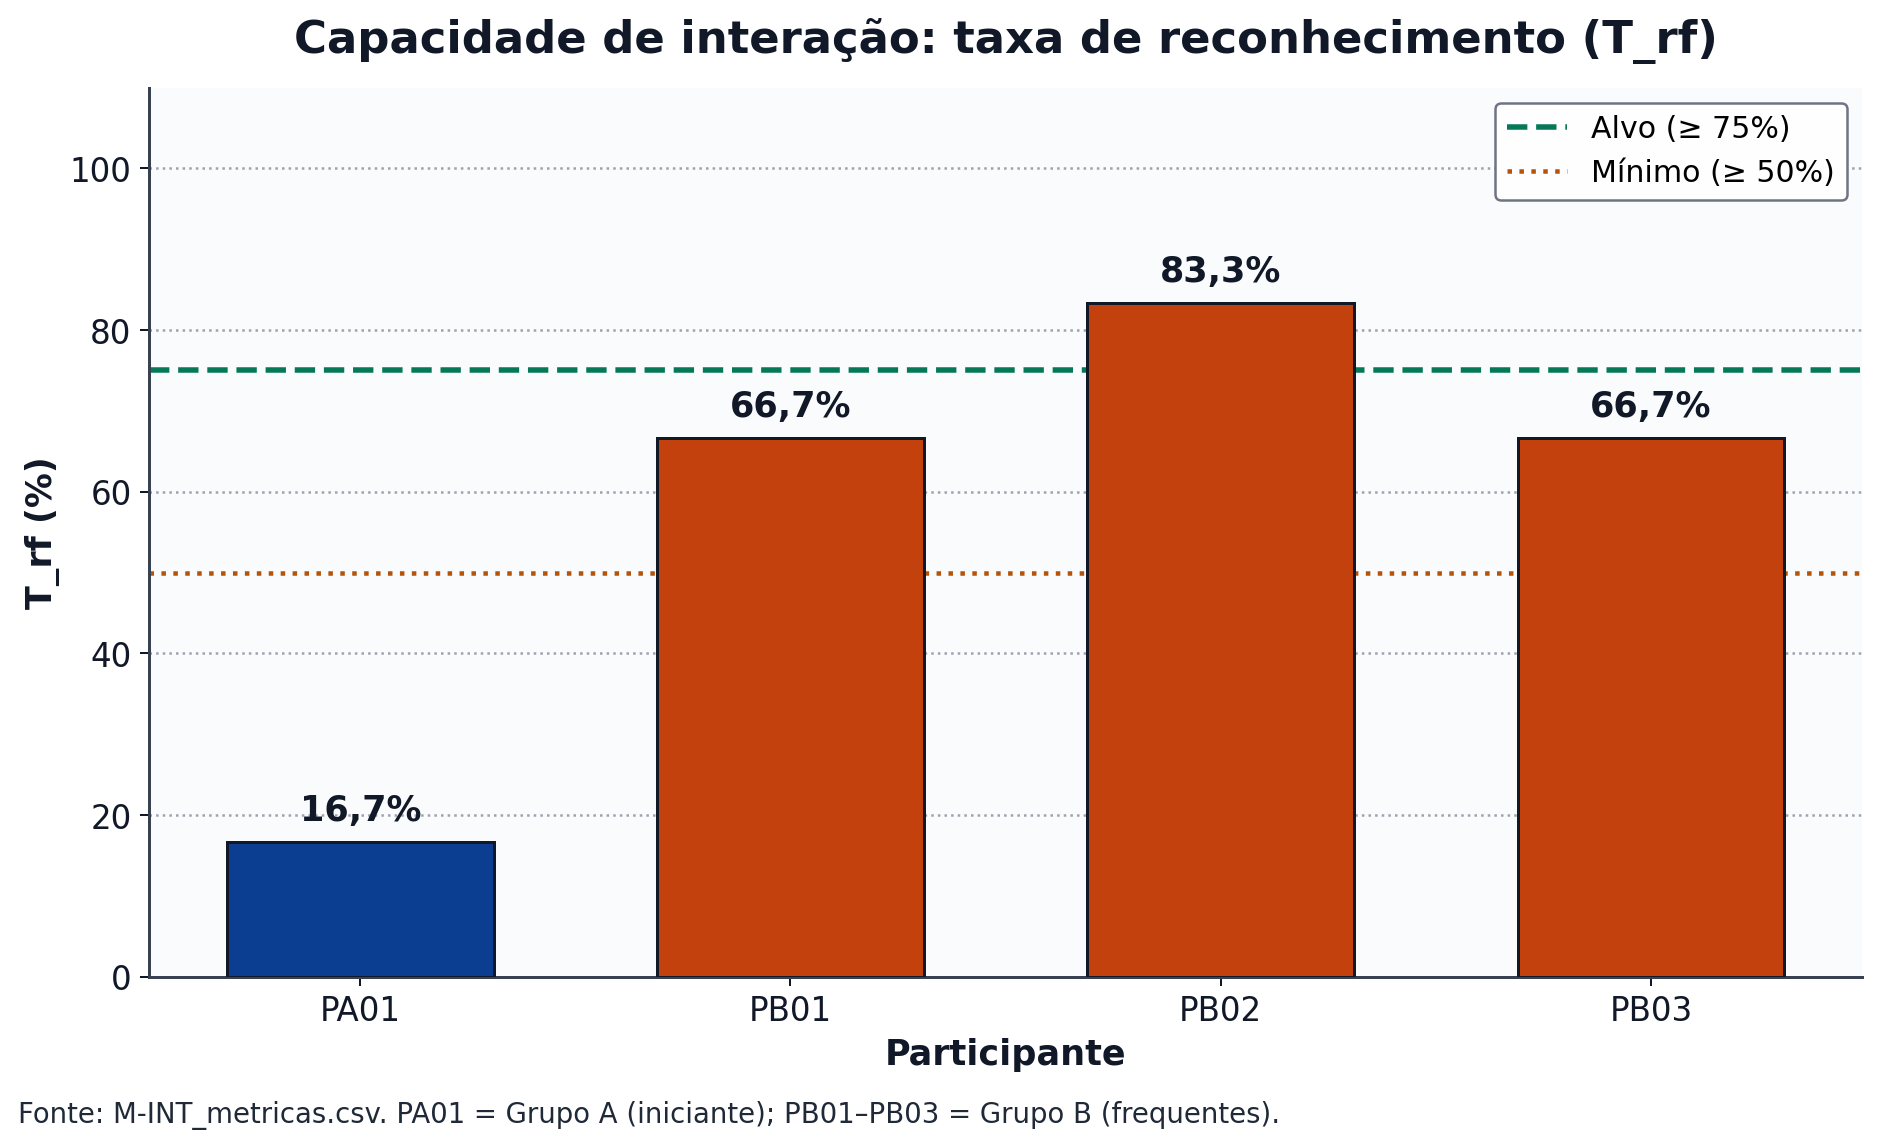 Capacidade de interação: taxa de reconhecimento (T_rf)
Alvo (≥ 75%)
Mínimo (≥ 50%)
T_rf (%)
100
80
60
40
20
0
16,7%
66,7%
83,3%
66,7%
PA01
PB01
PB02
PB03
Participante
Fonte: M-INT_metricas.csv. PA01 = Grupo A (iniciante); PB01–PB03 = Grupo B (frequentes).